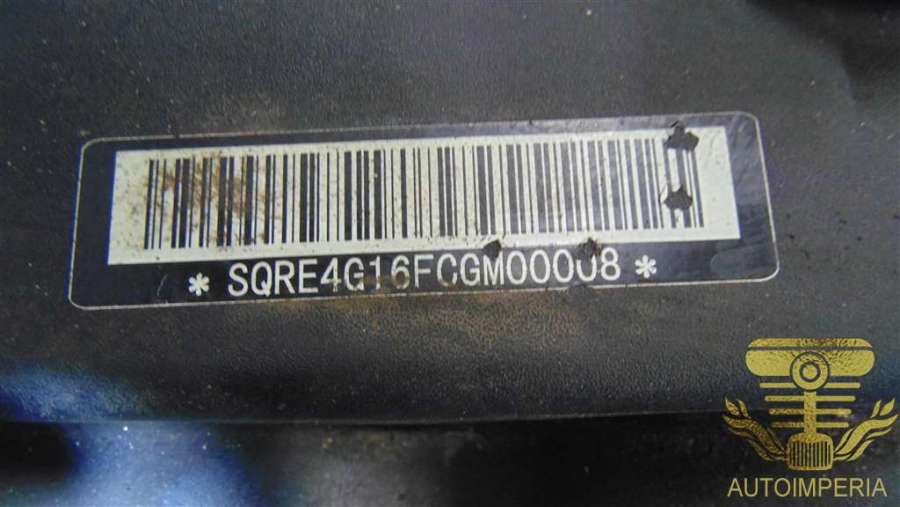 * SQRE4G16FCGM00008 *
AUTOIMPERIA